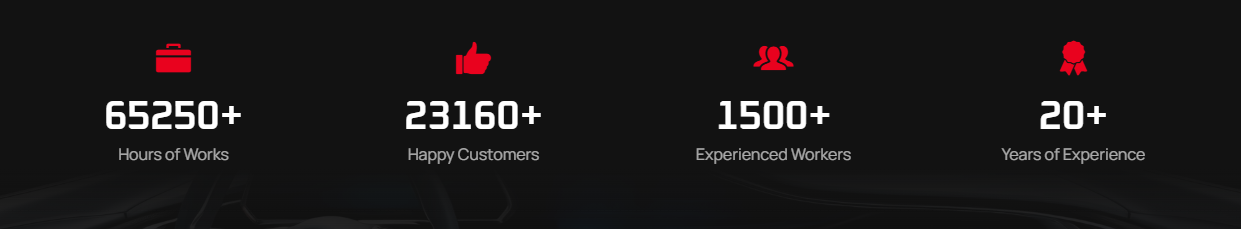 65250+
Hours of Works
23160+
Happy Customers
1500+
Experienced Workers
20+
Years of Experience